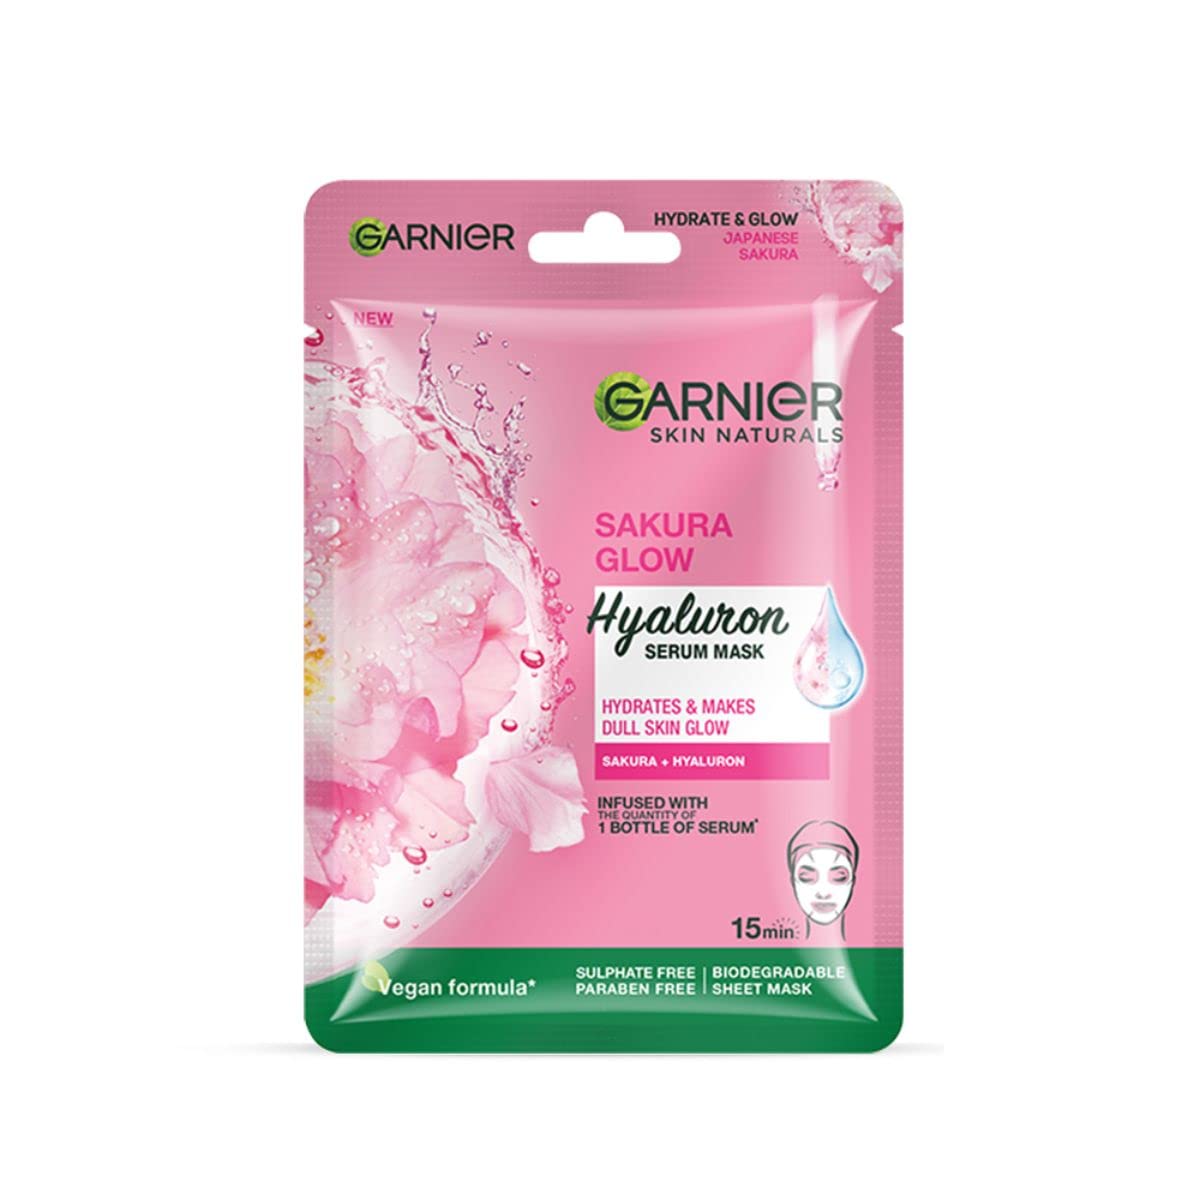 GARNIER
HYDRATE & GLOW
JAPANESE
SAKURA
NEW
GARNIER
SKIN NATURALS
SAKURA
GLOW
Hyaluron
SERUM MASK
HYDRATES & MAKES
DULL SKIN GLOW
SAKURA + HYALURON
INFUSED WITH
THE QUANTITY OF
1 BOTTLE OF SERUM*
15min
Vegan formula*
SULPHATE FREE | BIODEGRADABLE
PARABEN FREE | SHEET MASK